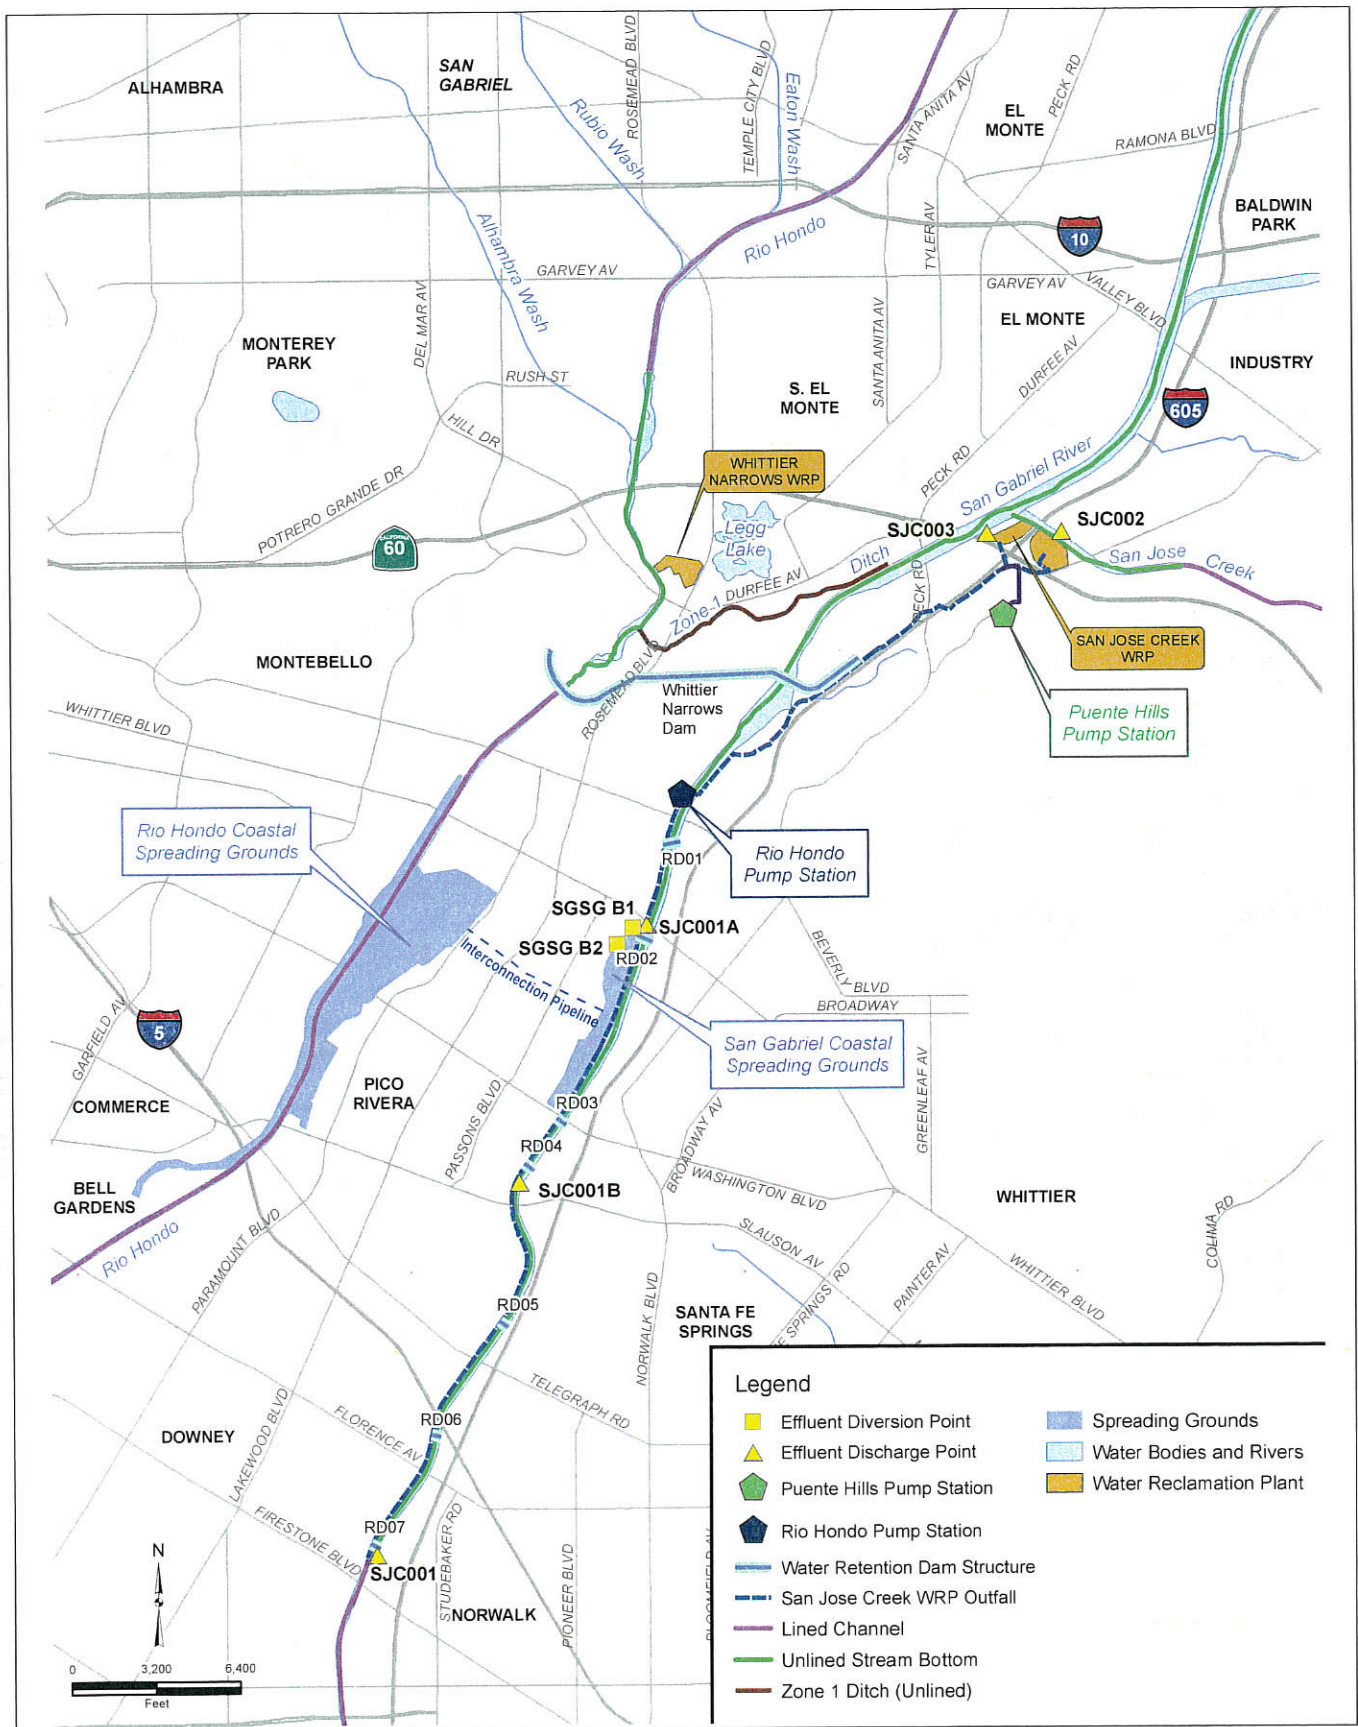 ALHAMBRA
SAN
GABRIEL
ROSEMEAD BLVD
TEMPLE CITY BLVD
Eaton Wash
Rubio Wash
SANTA ANITA AV
EL
MONTE
PECK RD
RAMONA BLVD
BALDWIN
PARK
10
Alhambra Wash
Rio Hondo
TYLER AV
GARVEY AV
GARVEY AV
VALLEY BLVD
DEL MAR AV
MONTEREY
PARK
EL MONTE
SANTA ANITA AV
DURFEE AV
INDUSTRY
RUSH ST
S. EL
MONTE
605
HILL DR
WHITTIER
NARROWS WRP
PECK RD
San Gabriel River
POTRERO GRANDE DR
CALIFORNIA
60
Legg
Lake
SJC003
SJC002
San Jose
Creek
Ditch
DURFEE AV
Zone-1
PECK RD
SAN JOSE CREEK
WRP
MONTEBELLO
ROSEMEAD BLVD
Whittier
Narrows
Dam
WHITTIER BLVD
Puente Hills
Pump Station
Rio Hondo Coastal
Spreading Grounds
Rio Hondo
Pump Station
RD01
SGSG B1
SJC001A
SGSG B2
RD02
Interconnection Pipeline
BEVERLY BLVD
BROADWAY
San Gabriel Coastal
Spreading Grounds
GARFIELD AV
5
COMMERCE
PICO
RIVERA
PASSONS BLVD
RD03
RD04
BROADWAY AV
GREENLEAF AV
WASHINGTON BLVD
BELL
GARDENS
SJC001B
WHITTIER
Rio Hondo
PARAMOUNT BLVD
SLAUSON AV
COLIMA RD
WHITTIER BLVD
PAINTER AV
E SPRINGS RD
RD05
SANTA FE
SPRINGS
NORWALK BLVD
TELEGRAPH RD
LAKEWOOD BLVD
FLORENCE AV
RD06
DOWNEY
FIRESTONE BLVD
RD07
SJC001
STUDEBAKER RD
NORWALK
PIONEER BLVD
BLOOMFIELD AV
N
0 3,200 6,400
Feet
Legend
Effluent Diversion Point
Effluent Discharge Point
Puente Hills Pump Station
Rio Hondo Pump Station
Water Retention Dam Structure
San Jose Creek WRP Outfall
Lined Channel
Unlined Stream Bottom
Zone 1 Ditch (Unlined)
Spreading Grounds
Water Bodies and Rivers
Water Reclamation Plant